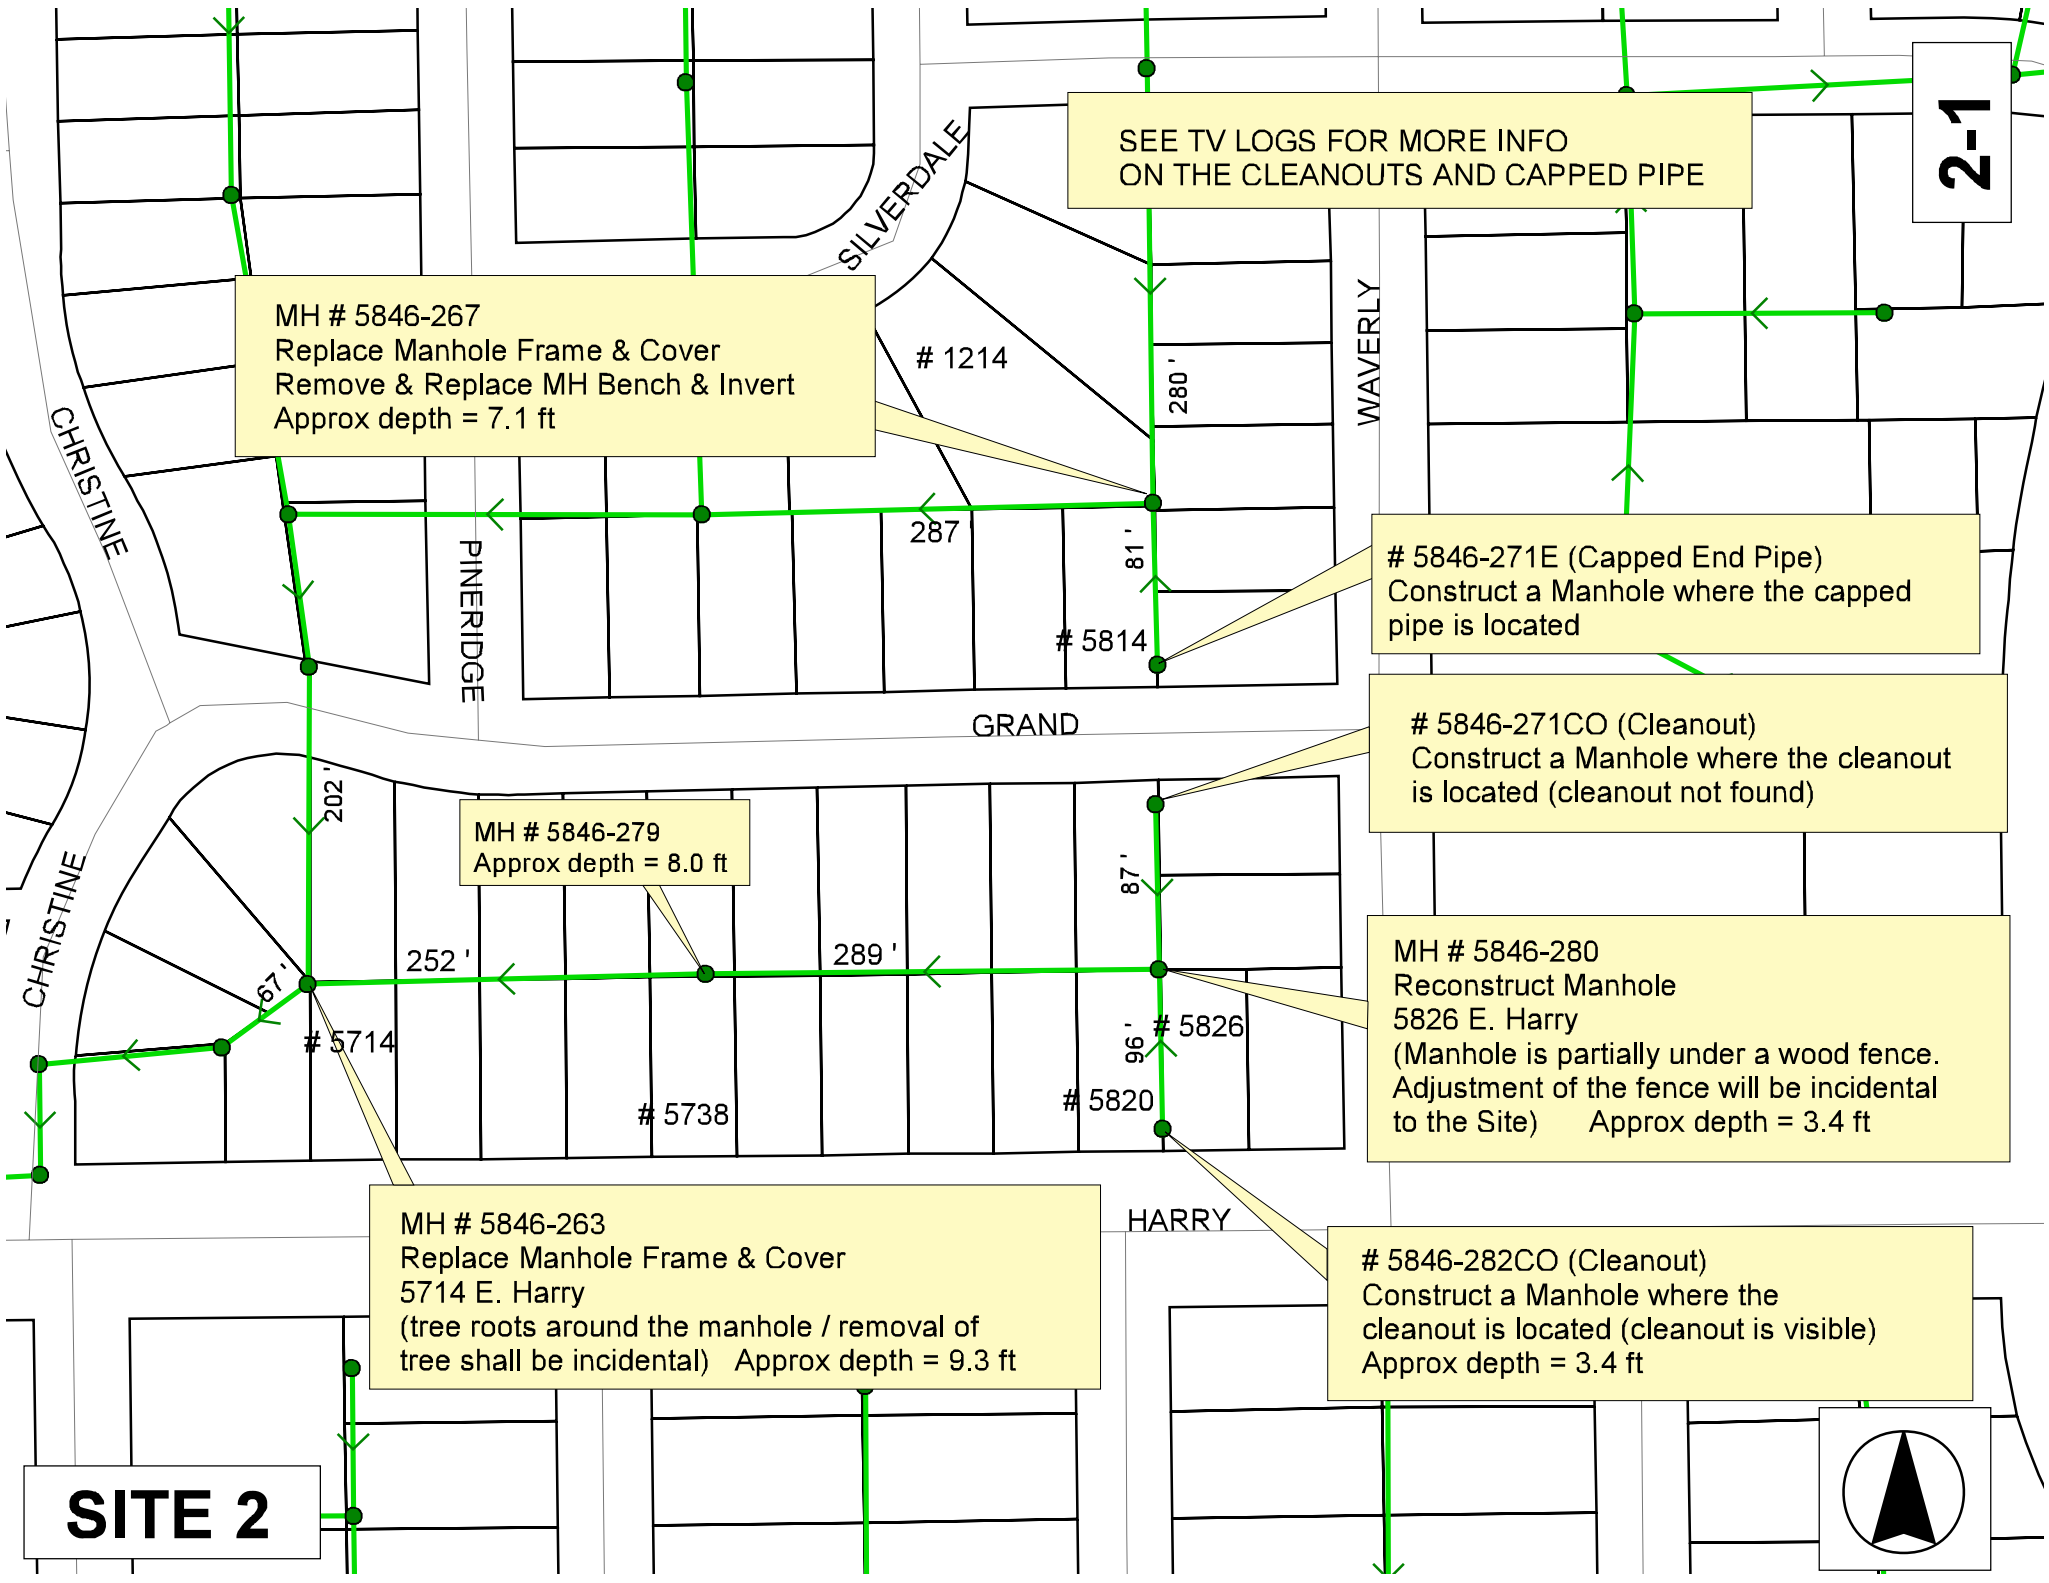 2-1
SEE TV LOGS FOR MORE INFO
ON THE CLEANOUTS AND CAPPED PIPE
SILVERDALE
MH # 5846-267
Replace Manhole Frame & Cover
Remove & Replace MH Bench & Invert
Approx depth = 7.1 ft
# 1214
280 '
WAVERLY
CHRISTINE
PINERIDGE
287 '
81 '
# 5846-271E (Capped End Pipe)
Construct a Manhole where the capped
pipe is located
# 5814
GRAND
# 5846-271CO (Cleanout)
Construct a Manhole where the cleanout
is located (cleanout not found)
202 '
MH # 5846-279
Approx depth = 8.0 ft
87 '
CHRISTINE
252 '
289 '
67 '
MH # 5846-280
Reconstruct Manhole
5826 E. Harry
(Manhole is partially under a wood fence.
Adjustment of the fence will be incidental
to the Site) Approx depth = 3.4 ft
# 5714
96 '
# 5826
# 5738
# 5820
HARRY
MH # 5846-263
Replace Manhole Frame & Cover
5714 E. Harry
(tree roots around the manhole / removal of
tree shall be incidental) Approx depth = 9.3 ft
# 5846-282CO (Cleanout)
Construct a Manhole where the
cleanout is located (cleanout is visible)
Approx depth = 3.4 ft
SITE 2